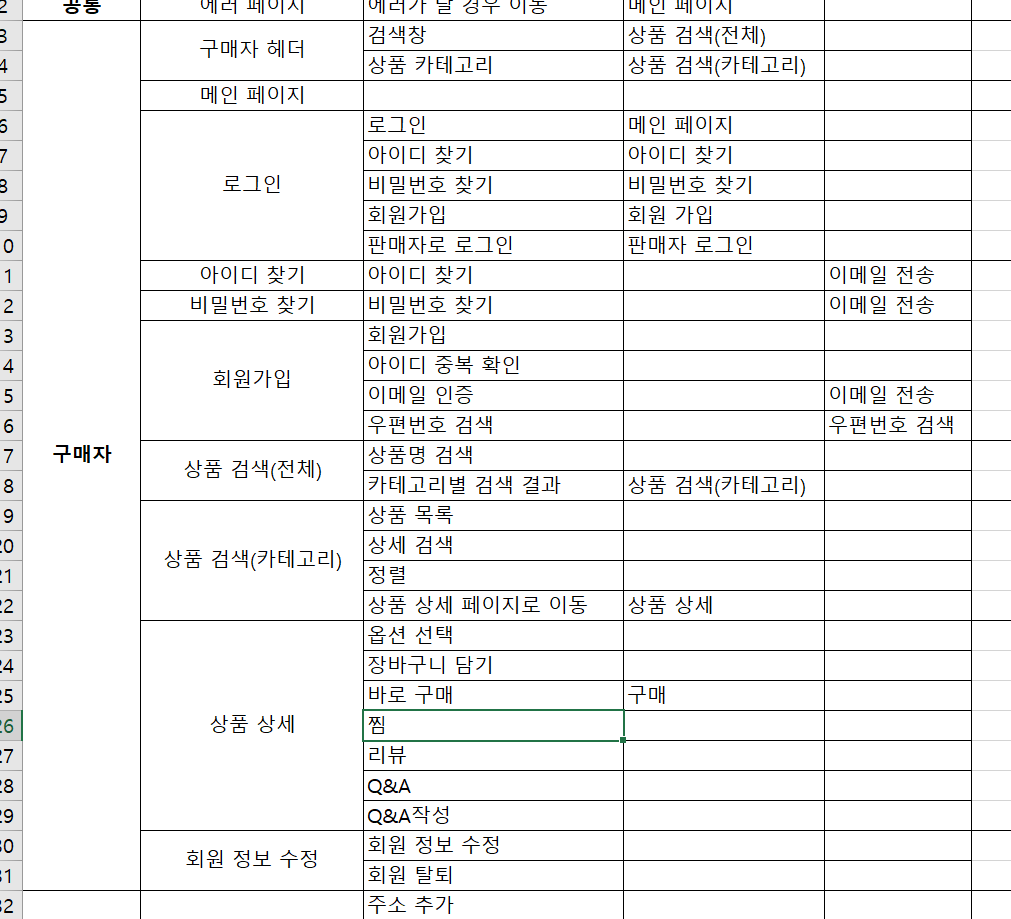 2 공통 에러 페이지 에러가 날 경우 이동 메인 페이지
3 구매자 헤더 검색창 상품 검색(전체)
4 상품 카테고리 상품 검색(카테고리)
5 메인 페이지
6 로그인 메인 페이지
7 아이디 찾기 아이디 찾기
8 로그인 비밀번호 찾기 비밀번호 찾기
9 회원가입 회원 가입
0 판매자로 로그인 판매자 로그인
1 아이디 찾기 아이디 찾기 이메일 전송
2 비밀번호 찾기 비밀번호 찾기 이메일 전송
3 회원가입
4 회원가입 아이디 중복 확인
5 이메일 인증 이메일 전송
6 우편번호 검색 우편번호 검색
7 구매자 상품 검색(전체) 상품명 검색
8 카테고리별 검색 결과 상품 검색(카테고리)
9 상품 목록
20 상품 검색(카테고리) 상세 검색
21 정렬
22 상품 상세 페이지로 이동 상품 상세
23 옵션 선택
24 장바구니 담기
25 바로 구매 구매
26 상품 상세 찜
27 리뷰
28 Q&A
29 Q&A작성
30 회원 정보 수정 회원 정보 수정
31 회원 탈퇴
32 주소 추가